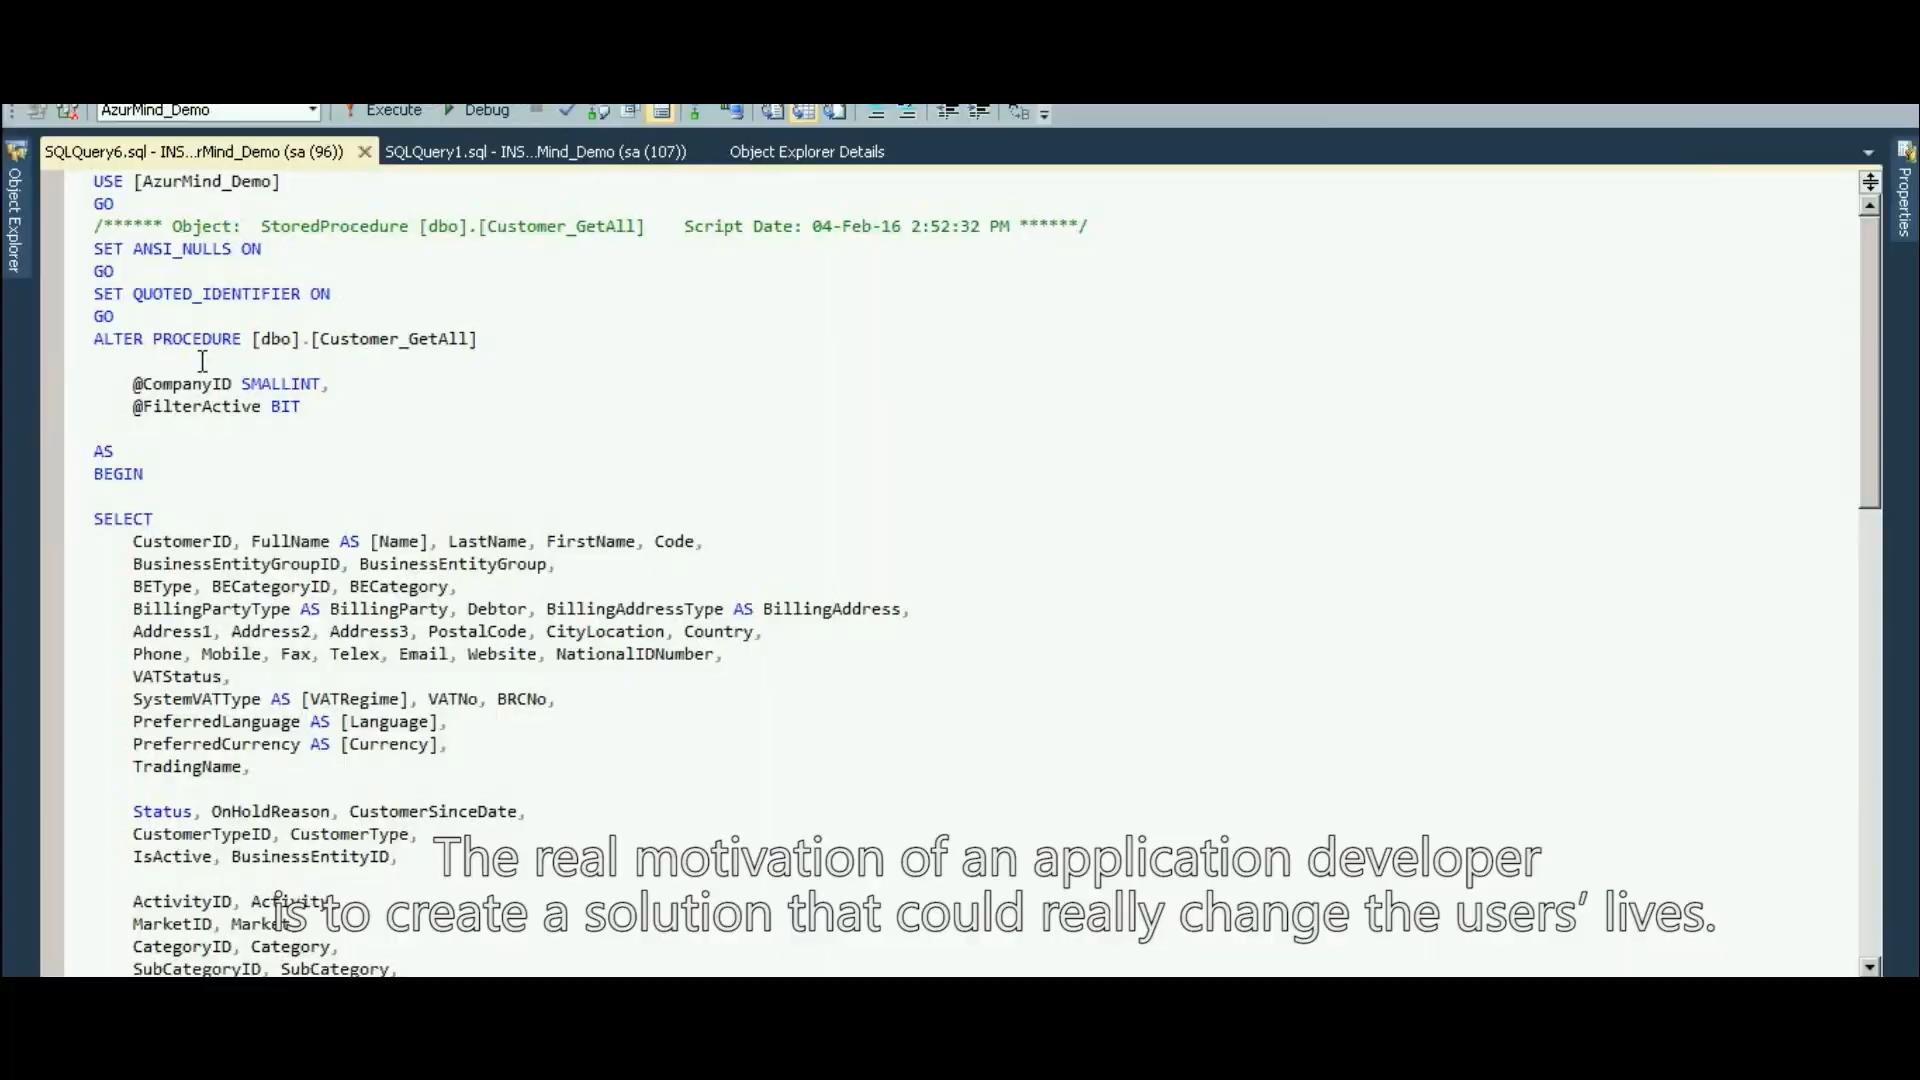 AzurMind_Demo Execute Debug
SQLQuery6.sql - INS...rMind_Demo (sa (96)) SQLQuery1.sql - INS...Mind_Demo (sa (107)) Object Explorer Details
Object Explorer
Properties
USE [AzurMind_Demo]
GO
/****** Object:  StoredProcedure [dbo].[Customer_GetAll]    Script Date: 04-Feb-16 2:52:32 PM ******/
SET ANSI_NULLS ON
GO
SET QUOTED_IDENTIFIER ON
GO
ALTER PROCEDURE [dbo].[Customer_GetAll]
@CompanyID SMALLINT,
@FilterActive BIT
AS
BEGIN
SELECT
CustomerID, FullName AS [Name], LastName, FirstName, Code,
BusinessEntityGroupID, BusinessEntityGroup,
BEType, BECategoryID, BECategory,
BillingPartyType AS BillingParty, Debtor, BillingAddressType AS BillingAddress,
Address1, Address2, Address3, PostalCode, CityLocation, Country,
Phone, Mobile, Fax, Telex, Email, Website, NationalIDNumber,
VATStatus,
SystemVATType AS [VATRegime], VATNo, BRCNo,
PreferredLanguage AS [Language],
PreferredCurrency AS [Currency],
TradingName,
Status, OnHoldReason, CustomerSinceDate,
CustomerTypeID, CustomerType,
IsActive, BusinessEntityID,
ActivityID, Activity
MarketID, Market
CategoryID, Category,
SubCategoryID, SubCategory,
The real motivation of an application developer
is to create a solution that could really change the users’ lives.